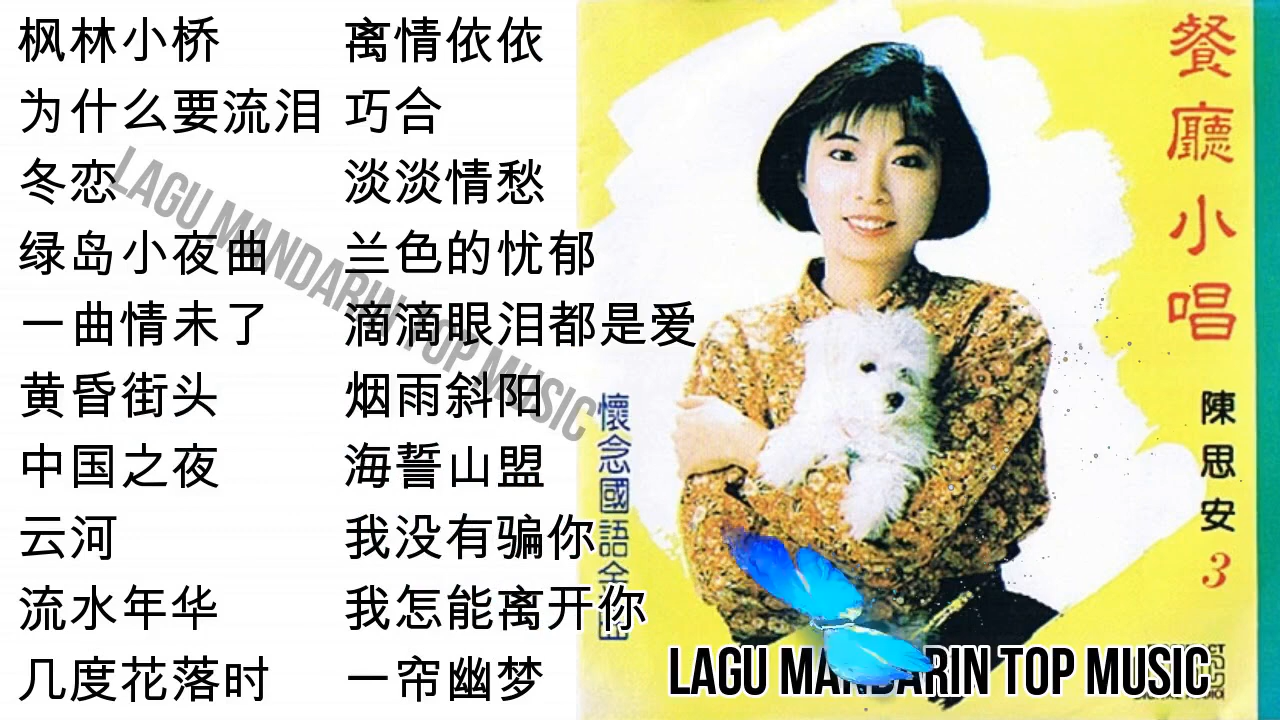 枫林小桥
为什么要流泪
冬恋
绿岛小夜曲
一曲情未了
黄昏街头
中国之夜
云河
流水年华
几度花落时
离情依依
巧合
淡淡情愁
兰色的忧郁
滴滴眼泪都是爱
烟雨斜阳
海誓山盟
我没有骗你
我怎能离开你
一帘幽梦
LAGU MANDARIN TOP MUSIC
餐廳小唱
陳思安
3
懷念國語金曲
LAGU MANDARIN TOP MUSIC